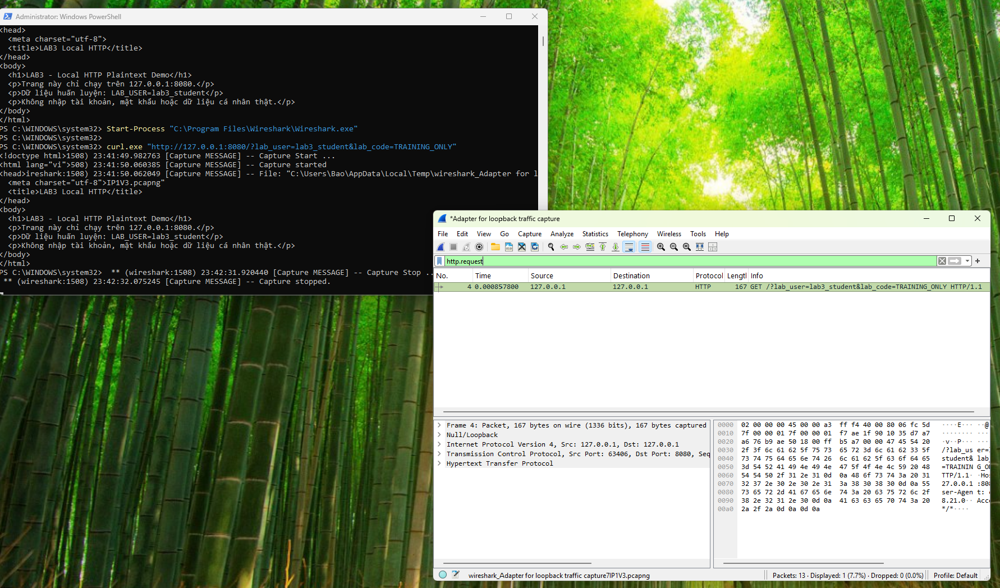 Administrator: Windows PowerShell
<head>
<meta charset="utf-8">
<title>LAB3 Local HTTP</title>
</head>
<body>
<h1>LAB3 - Local HTTP Plaintext Demo</h1>
<p>Trang này chỉ chạy trên 127.0.0.1:8080.</p>
<p>Dữ liệu huấn luyện: LAB_USER=lab3_student</p>
<p>Không nhập tài khoản, mật khẩu hoặc dữ liệu cá nhân thật.</p>
</body>
</html>
PS C:\WINDOWS\system32> Start-Process "C:\Program Files\Wireshark\Wireshark.exe"
PS C:\WINDOWS\system32>
PS C:\WINDOWS\system32> curl.exe "http://127.0.0.1:8080/?lab_user=lab3_student&lab_code=TRAINING_ONLY"
<!doctype html>1508) 23:41:49.982763 [Capture MESSAGE] -- Capture Start ...
<html lang="vi">508) 23:41:50.060385 [Capture MESSAGE] -- Capture started
<head>ireshark:1508) 23:41:50.062049 [Capture MESSAGE] -- File: "C:\Users\Bao\AppData\Local\Temp\wireshark_Adapter for l
<meta charset="utf-8">IP1V3.pcapng"
<title>LAB3 Local HTTP</title>
</head>
<body>
<h1>LAB3 - Local HTTP Plaintext Demo</h1>
<p>Trang này chỉ chạy trên 127.0.0.1:8080.</p>
<p>Dữ liệu huấn luyện: LAB_USER=lab3_student</p>
<p>Không nhập tài khoản, mật khẩu hoặc dữ liệu cá nhân thật.</p>
</body>
</html>
PS C:\WINDOWS\system32>  ** (wireshark:1508) 23:42:31.920440 [Capture MESSAGE] -- Capture Stop ..
** (wireshark:1508) 23:42:32.075245 [Capture MESSAGE] -- Capture stopped.
*Adapter for loopback traffic capture
File Edit View Go Capture Analyze Statistics Telephony Wireless Tools Help
http.request
No. Time Source Destination Protocol Lengtl Info
4 0.000857800 127.0.0.1 127.0.0.1 HTTP 167 GET /?lab_user=lab3_student&lab_code=TRAINING_ONLY HTTP/1.1
Frame 4: Packet, 167 bytes on wire (1336 bits), 167 bytes captured
Null/Loopback
Internet Protocol Version 4, Src: 127.0.0.1, Dst: 127.0.0.1
Transmission Control Protocol, Src Port: 63406, Dst Port: 8080, Seq
Hypertext Transfer Protocol
0000 02 00 00 00 45 00 00 a3 ff f4 40 00 80 06 fc 5d ····E··· ··@
0010 7f 00 00 01 7f 00 00 01 f7 ae 1f 90 10 35 d7 a7 ········ ····
0020 a6 76 b9 ae 50 18 00 ff b5 a7 00 00 47 45 54 20 ·v··P··· ····
0030 2f 3f 6c 61 62 5f 75 73 65 72 3d 6c 61 62 33 5f /?lab_us er=
0040 73 74 75 64 65 6e 74 26 6c 61 62 5f 63 6f 64 65 student& lab_
0050 3d 54 52 41 49 4e 49 4e 47 5f 4f 4e 4c 59 20 48 =TRAININ G_ON
0060 54 54 50 2f 31 2e 31 0d 0a 48 6f 73 74 3a 20 31 TTP/1.1· ·Hos
0070 32 37 2e 30 2e 30 2e 31 3a 38 30 38 30 0d 0a 55 27.0.0.1 :808
0080 73 65 72 2d 41 67 65 6e 74 3a 20 63 75 72 6c 2f ser-Agen t: c
0090 38 2e 32 31 2e 30 0d 0a 41 63 63 65 70 74 3a 20 8.21.0·· Acce
00a0 2a 2f 2a 0d 0a 0d 0a */*····
wireshark_Adapter for loopback traffic capture7IP1V3.pcapng
Packets: 13 · Displayed: 1 (7.7%) · Dropped: 0 (0.0%)
Profile: Default